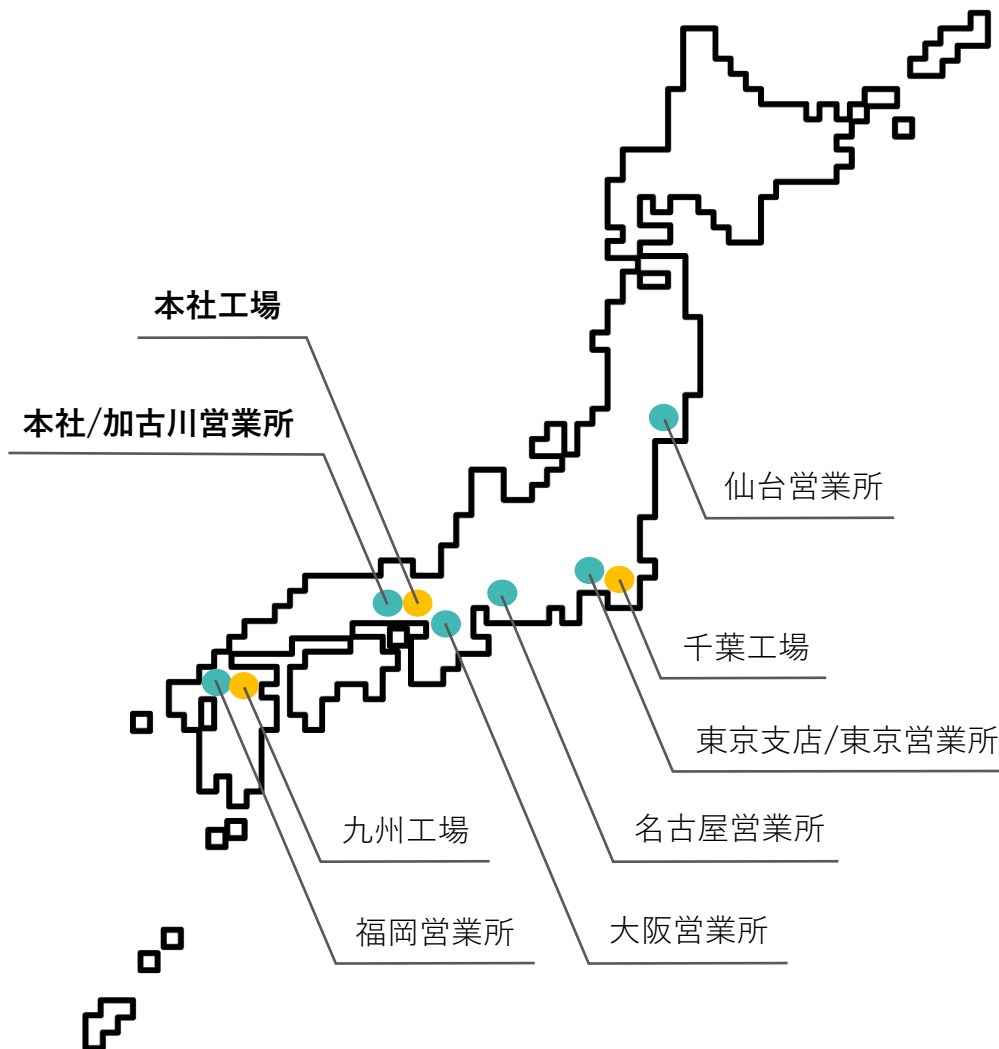 本社工場
本社/加古川営業所
仙台営業所
千葉工場
東京支店/東京営業所
名古屋営業所
九州工場
大阪営業所
福岡営業所